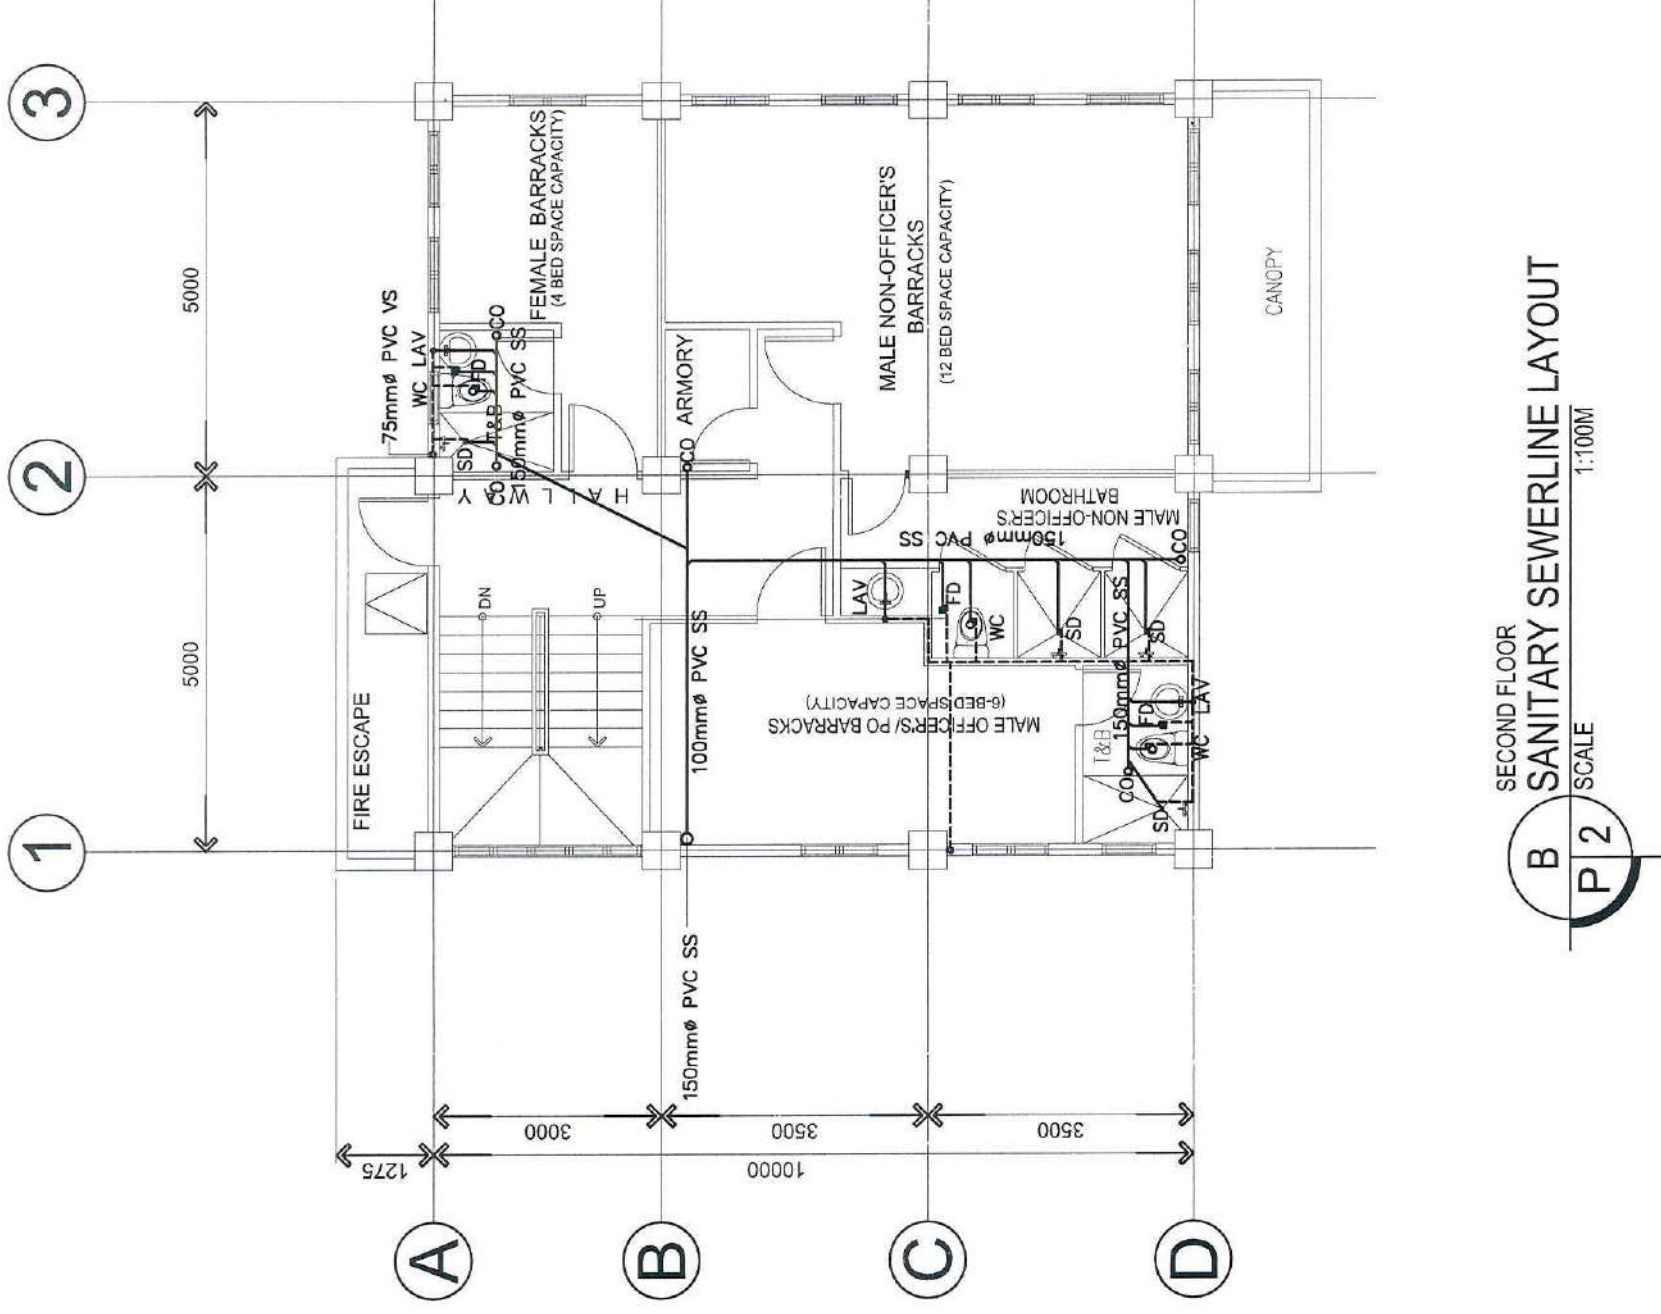 1
2
3
5000
5000
A
B
C
D
1275
3000
3500
3500
10000
FIRE ESCAPE
DN
UP
HALLWAY
75mmø PVC VS
WC LAV
FD
CO
SD
T&B
CO
150mmø PVC SS
FEMALE BARRACKS
(4 BED SPACE CAPACITY)
ARMORY
CO
MALE NON-OFFICER'S
BARRACKS
(12 BED SPACE CAPACITY)
CANOPY
MALE NON-OFFICER'S
BATHROOM
150mmø PVC SS
CO
LAV
FD
WC
SD
SD
150mmø PVC SS
100mmø PVC SS
150mmø PVC SS
MALE OFFICER'S/ PO BARRACKS
(6-BED SPACE CAPACITY)
T&B
FD
WC LAV
CO
SD
B
P 2
SECOND FLOOR
SANITARY SEWERLINE LAYOUT
SCALE 1:100M